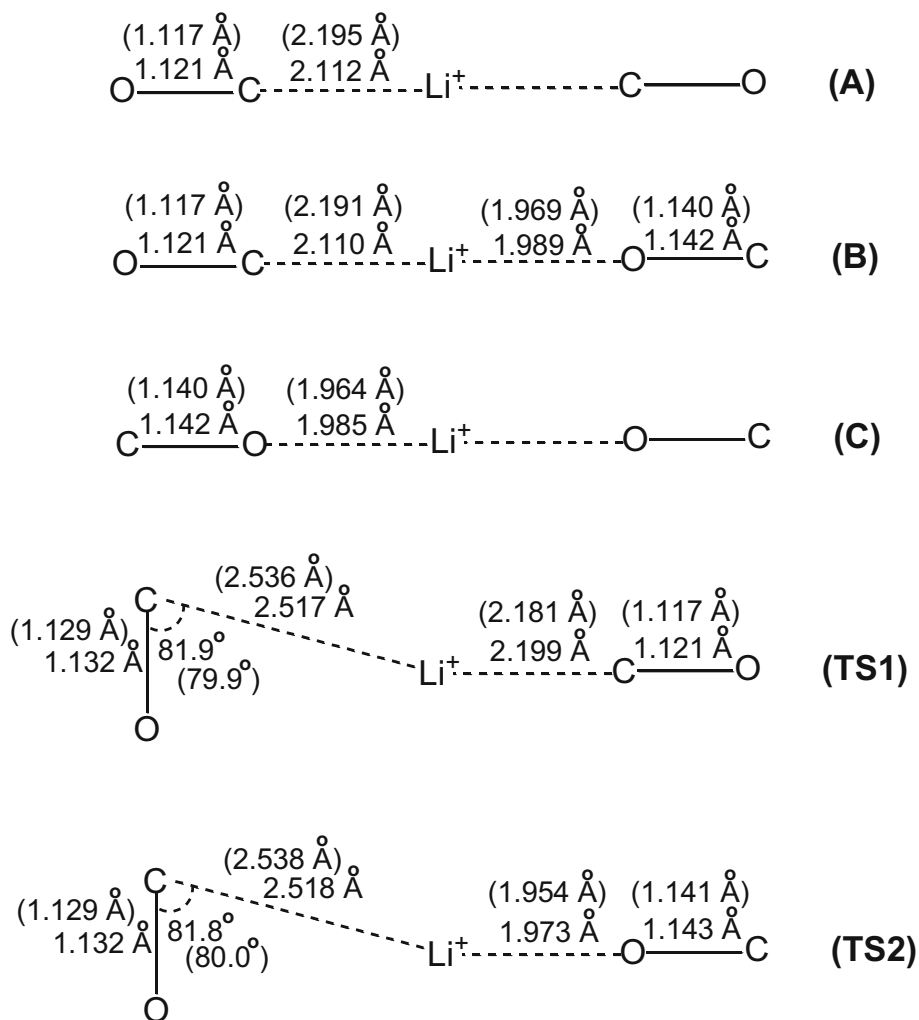 (1.117 Å) (2.195 Å)
1.121 Å 2.112 Å
O C Li⁺ C O (A)
(1.117 Å) (2.191 Å) (1.969 Å) (1.140 Å)
1.121 Å 2.110 Å 1.989 Å 1.142 Å
O C Li⁺ O C (B)
(1.140 Å) (1.964 Å)
1.142 Å 1.985 Å
C O Li⁺ O C (C)
(2.536 Å)
C 2.517 Å
(1.129 Å) (2.181 Å) (1.117 Å)
1.132 Å 81.9° 2.199 Å 1.121 Å
(79.9°) Li⁺ C O (TS1)
O
(2.538 Å)
C 2.518 Å
(1.129 Å) (1.954 Å) (1.141 Å)
1.132 Å 81.8° 1.973 Å 1.143 Å
(80.0°) Li⁺ O C (TS2)
O